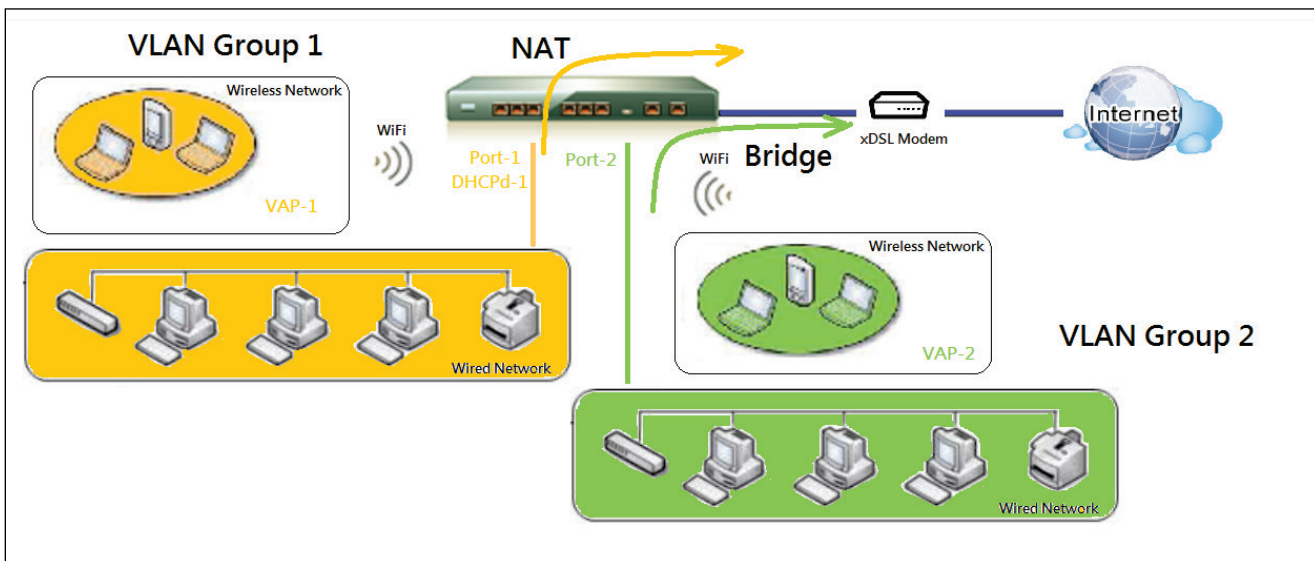 VLAN Group 1
NAT
Wireless Network
WiFi
VAP-1
Port-1
DHCPd-1
Port-2
WiFi
Bridge
xDSL Modem
Internet
Wired Network
Wireless Network
VAP-2
VLAN Group 2
Wired Network